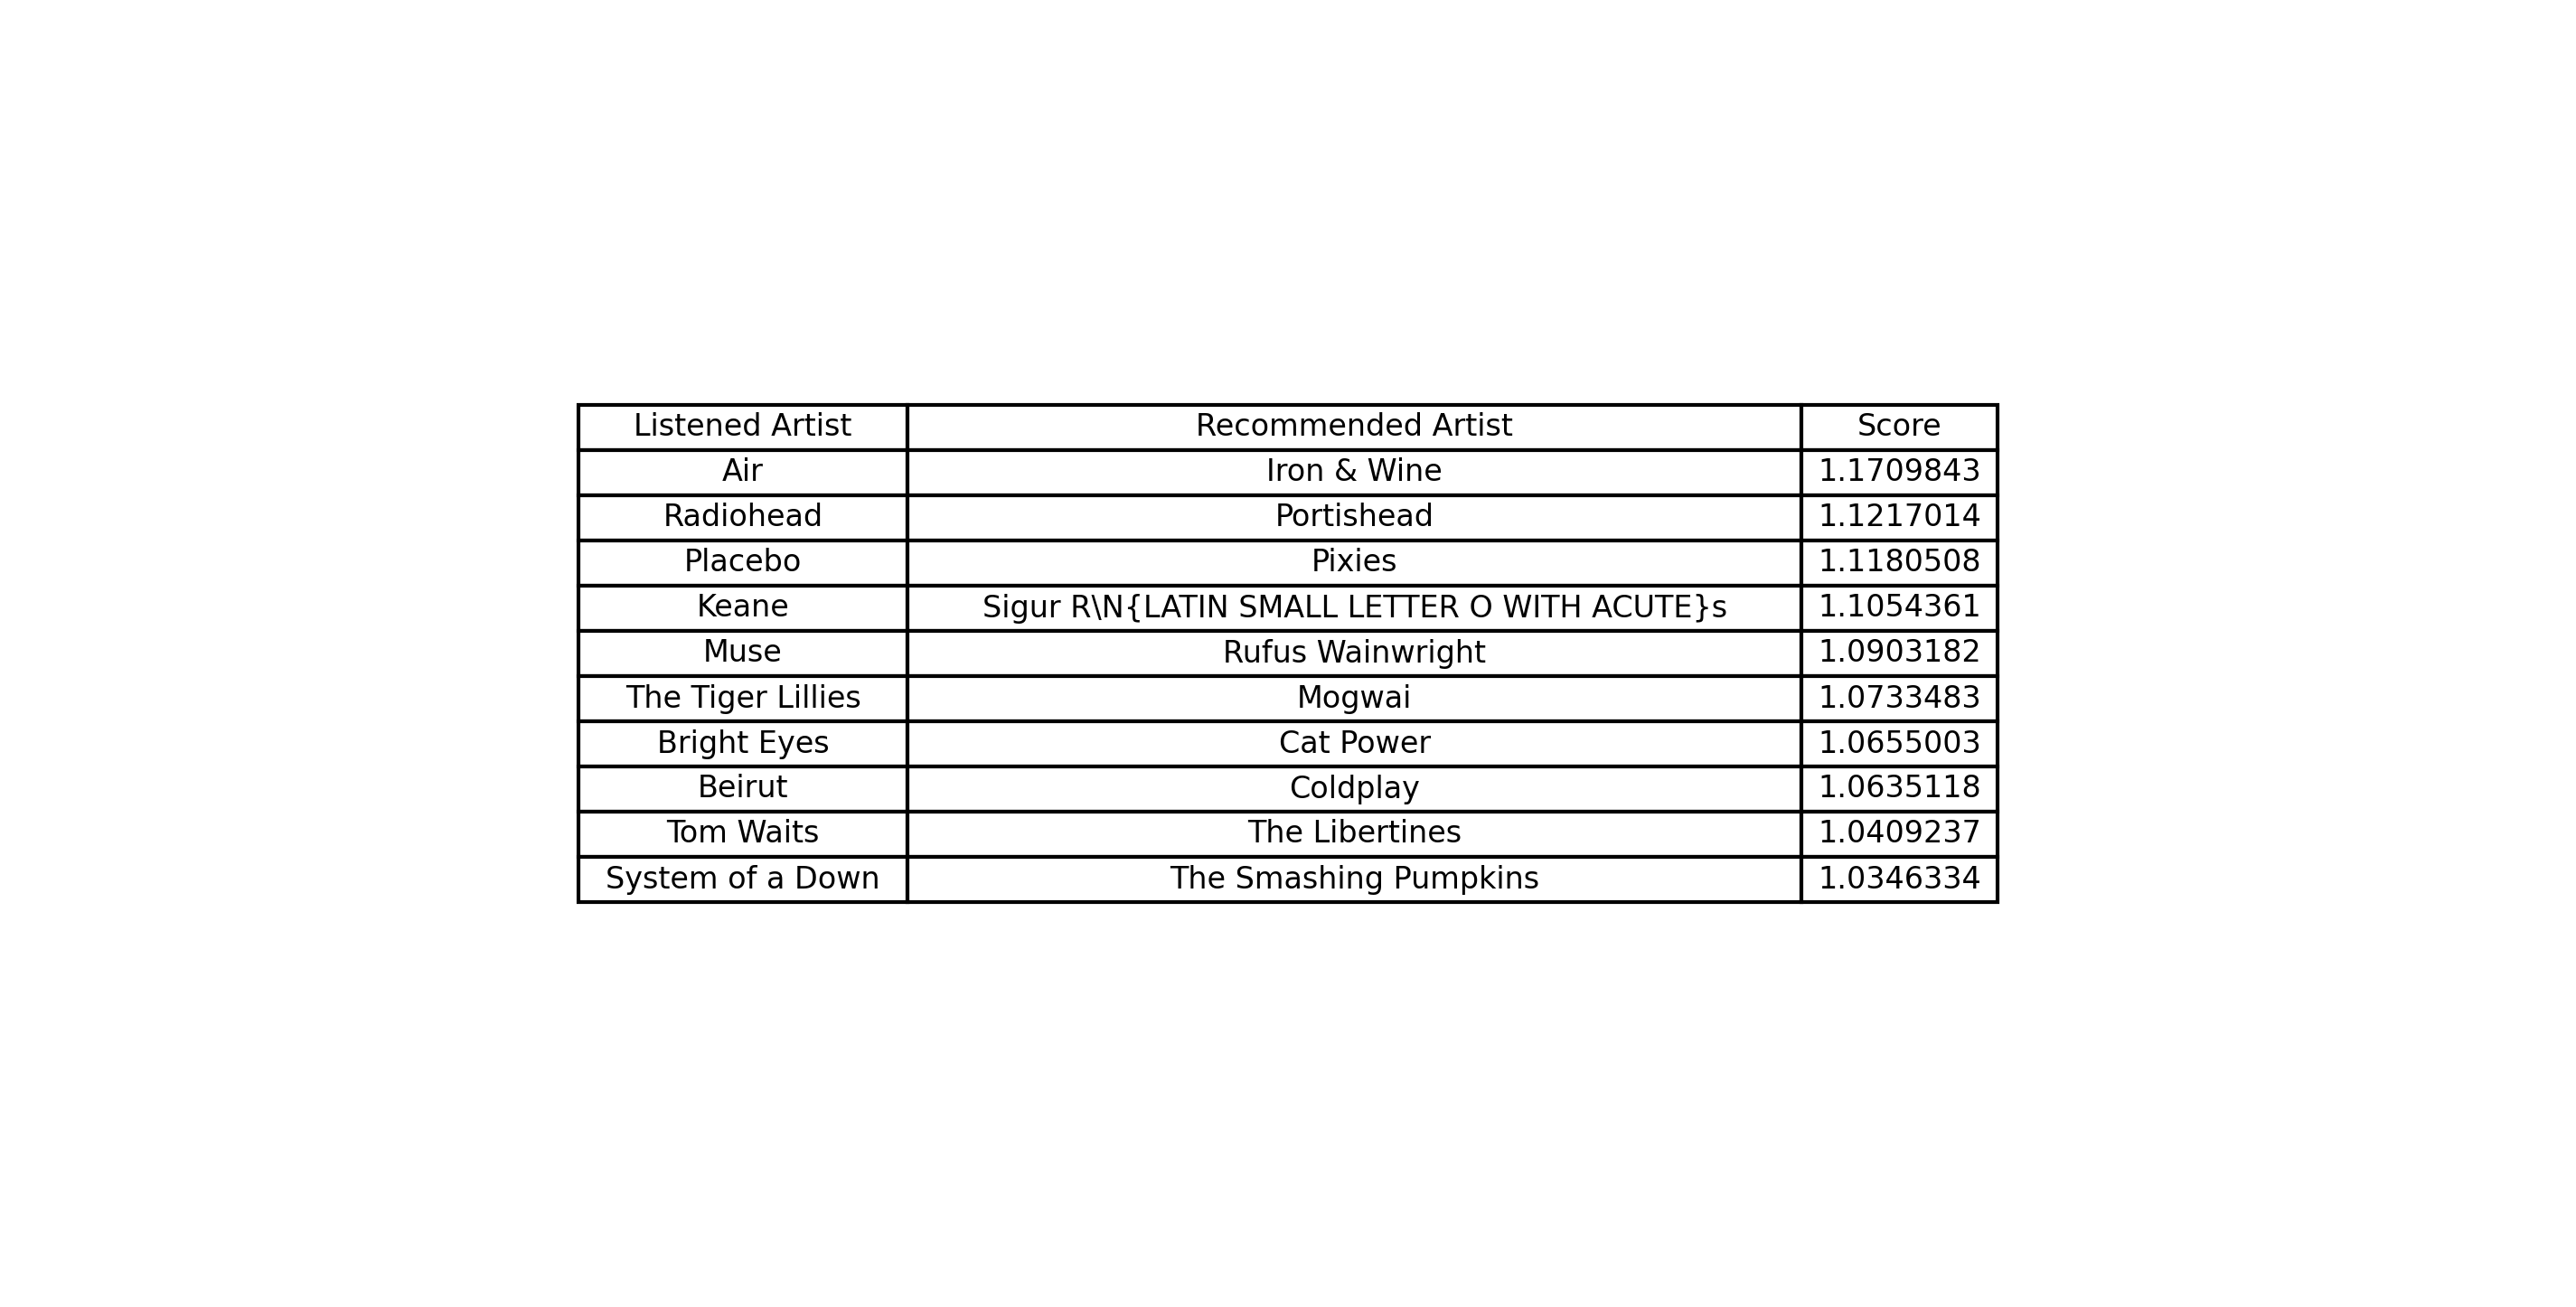 Listened Artist Recommended Artist Score
Air Iron & Wine 1.1709843
Radiohead Portishead 1.1217014
Placebo Pixies 1.1180508
Keane Sigur R\N{LATIN SMALL LETTER O WITH ACUTE}s 1.1054361
Muse Rufus Wainwright 1.0903182
The Tiger Lillies Mogwai 1.0733483
Bright Eyes Cat Power 1.0655003
Beirut Coldplay 1.0635118
Tom Waits The Libertines 1.0409237
System of a Down The Smashing Pumpkins 1.0346334